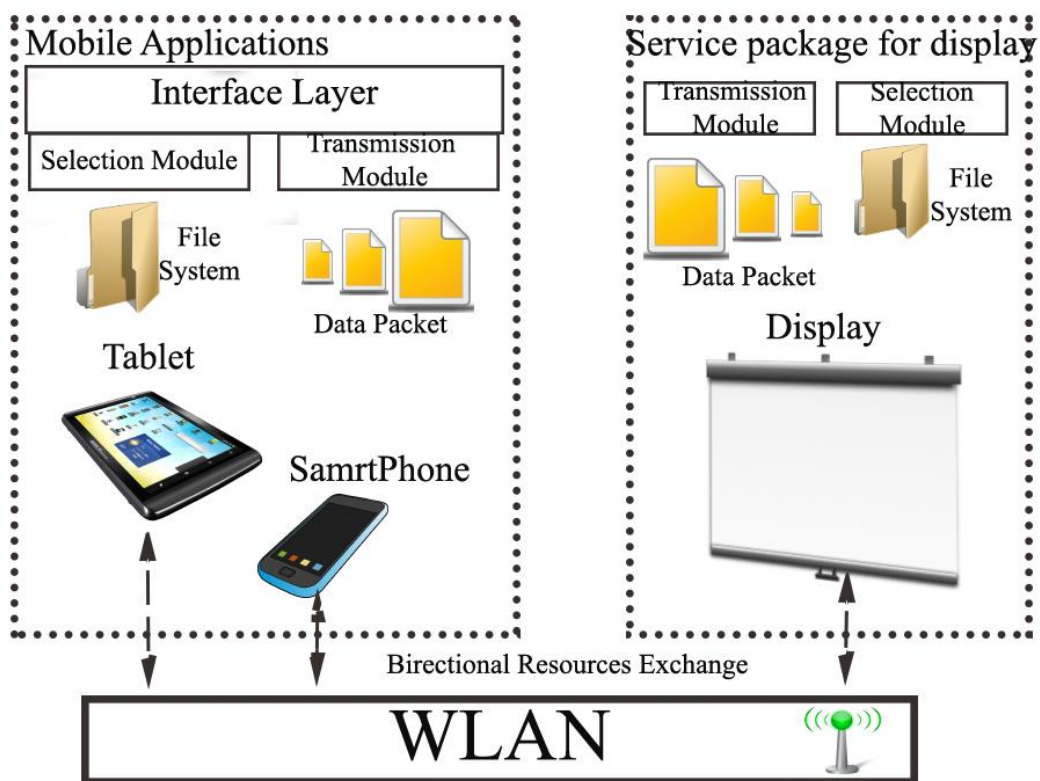 Mobile Applications
Interface Layer
Selection Module
Transmission
Module
File
System
Data Packet
Tablet
SamrtPhone
Service package for display
Transmission
Module
Selection
Module
File
System
Data Packet
Display
Birectional Resources Exchange
WLAN